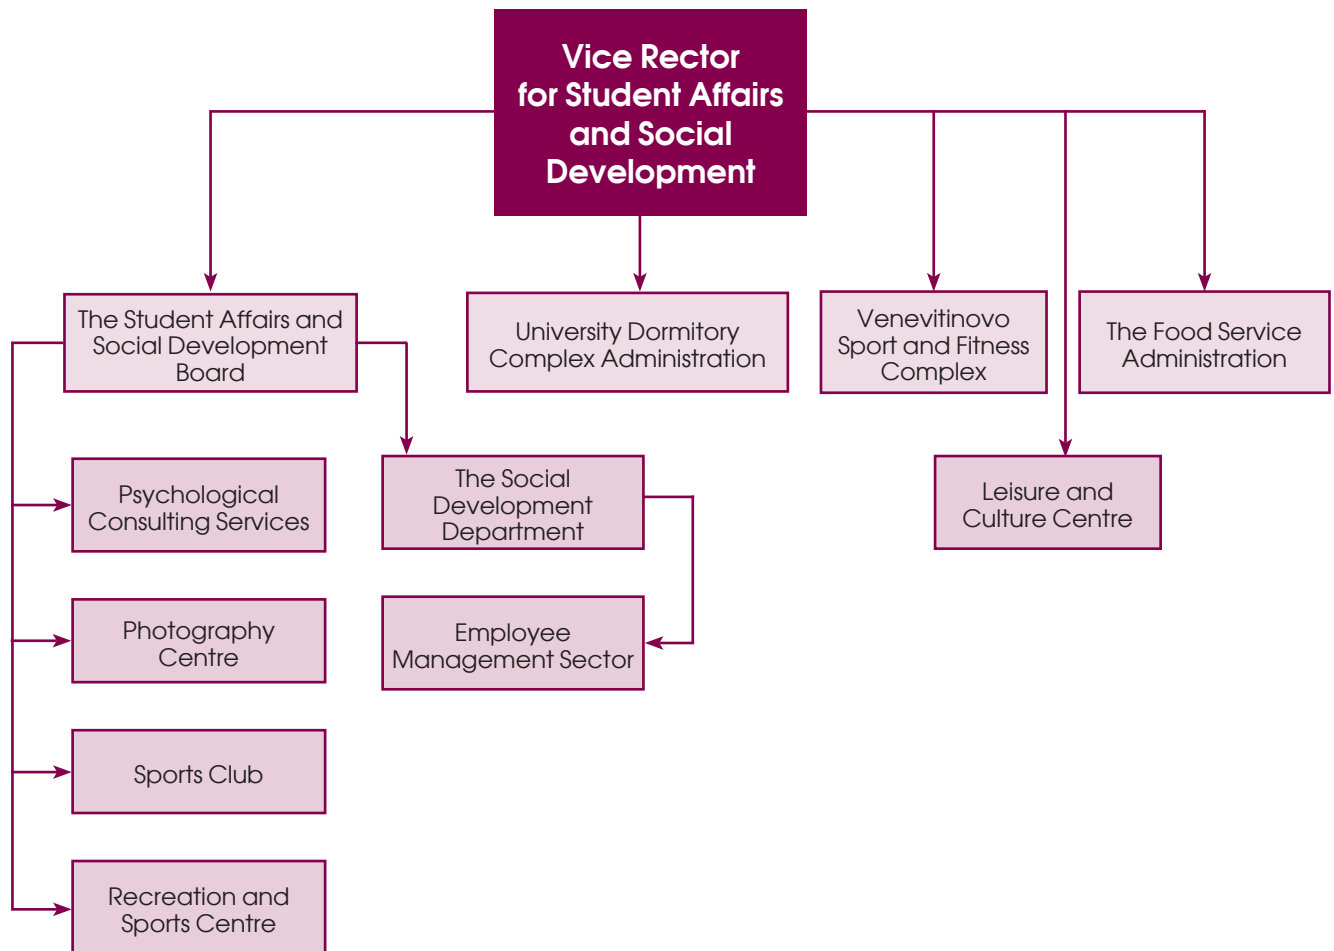 Vice Rector
for Student Affairs
and Social
Development
The Student Affairs and
Social Development
Board
University Dormitory
Complex Administration
Venevitinovo
Sport and Fitness
Complex
The Food Service
Administration
Psychological
Consulting Services
The Social
Development
Department
Leisure and
Culture Centre
Photography
Centre
Employee
Management Sector
Sports Club
Recreation and
Sports Centre